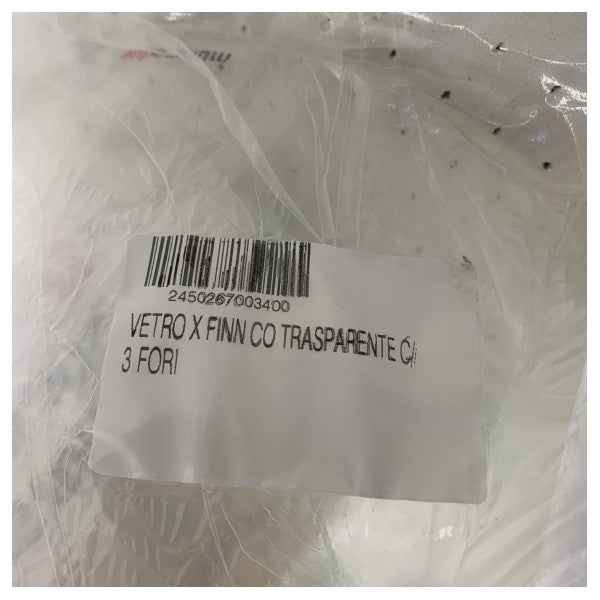 2450267003400
VETRO X FINN CO TRASPARENTE C/
3 FORI